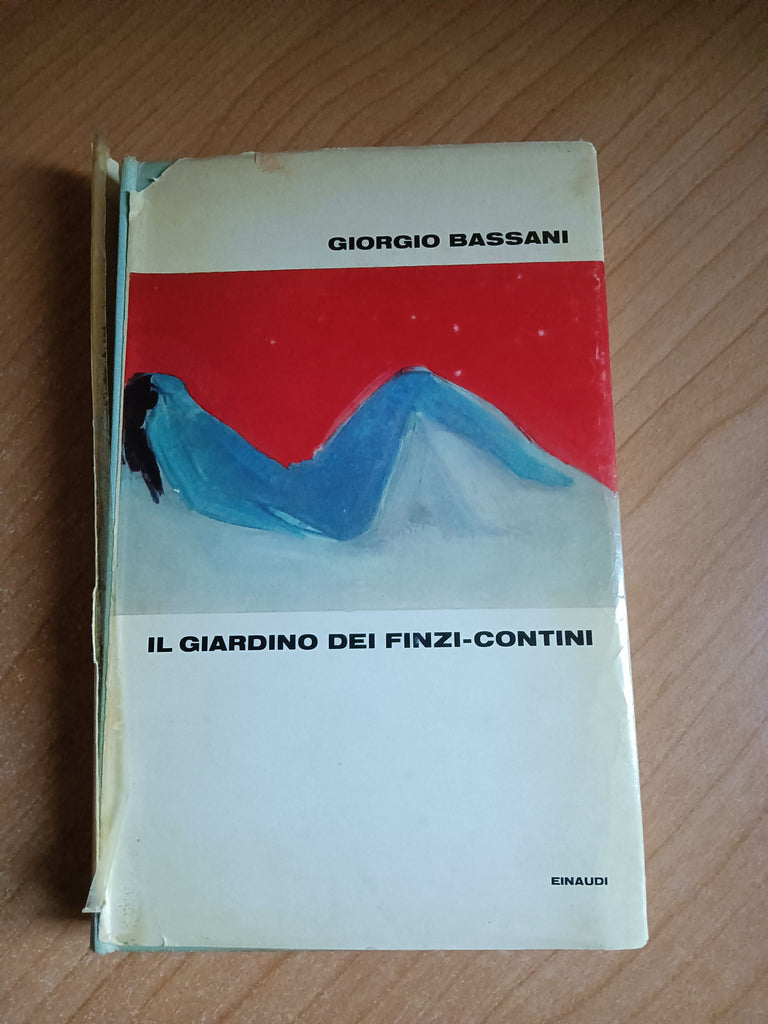 GIORGIO BASSANI
IL GIARDINO DEI FINZI-CONTINI
EINAUDI